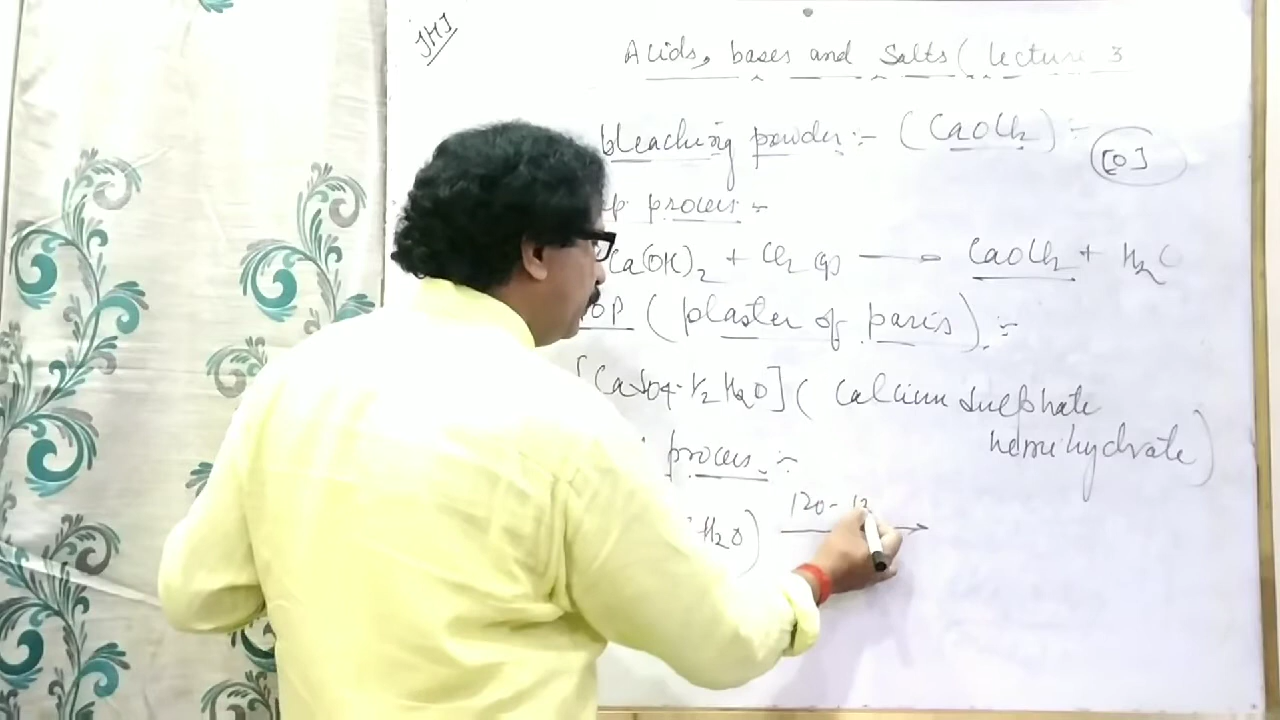 JHJ
Acids, bases and Salts ( Lecture 3
bleaching powder :- (CaOCl2) :-
[O]
p process :-
Ca(OH)2 + Cl2 (g) → CaOCl2 + H2O
OP ( plaster of paris ) :-
[CaSO4·1/2 H2O] ( Calcium sulphate
hemihydrate )
process :-
H2O) 120-12 →